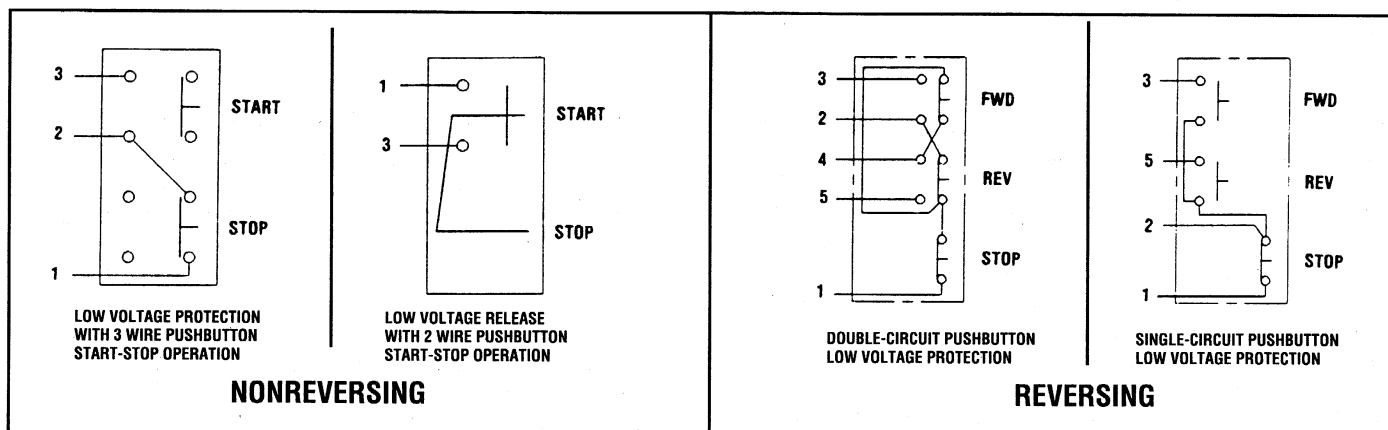 3
START
2
STOP
1
LOW VOLTAGE PROTECTION
WITH 3 WIRE PUSHBUTTON
START-STOP OPERATION
1
START
3
STOP
LOW VOLTAGE RELEASE
WITH 2 WIRE PUSHBUTTON
START-STOP OPERATION
NONREVERSING
3
FWD
2
4
REV
5
STOP
1
DOUBLE-CIRCUIT PUSHBUTTON
LOW VOLTAGE PROTECTION
3
FWD
5
REV
2
STOP
1
SINGLE-CIRCUIT PUSHBUTTON
LOW VOLTAGE PROTECTION
REVERSING